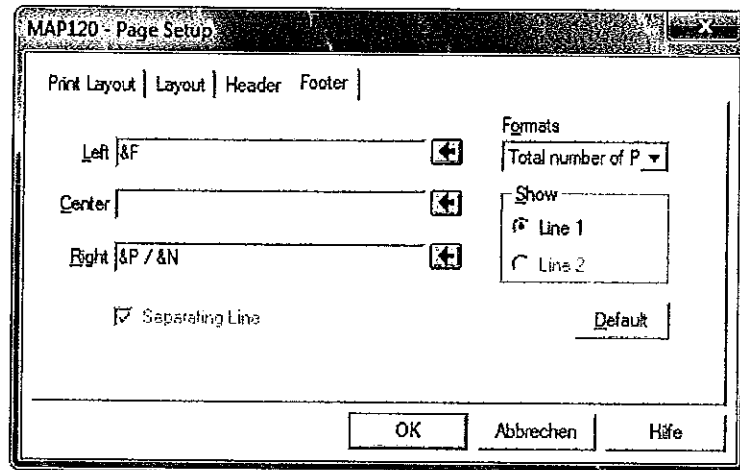 MAP120 - Page Setup
Print Layout Layout Header Footer
Left &F
Center
Right &P / &N
Separating Line
Formats
Total number of P
Show
Line 1
Line 2
Default
OK Abbrechen Hilfe